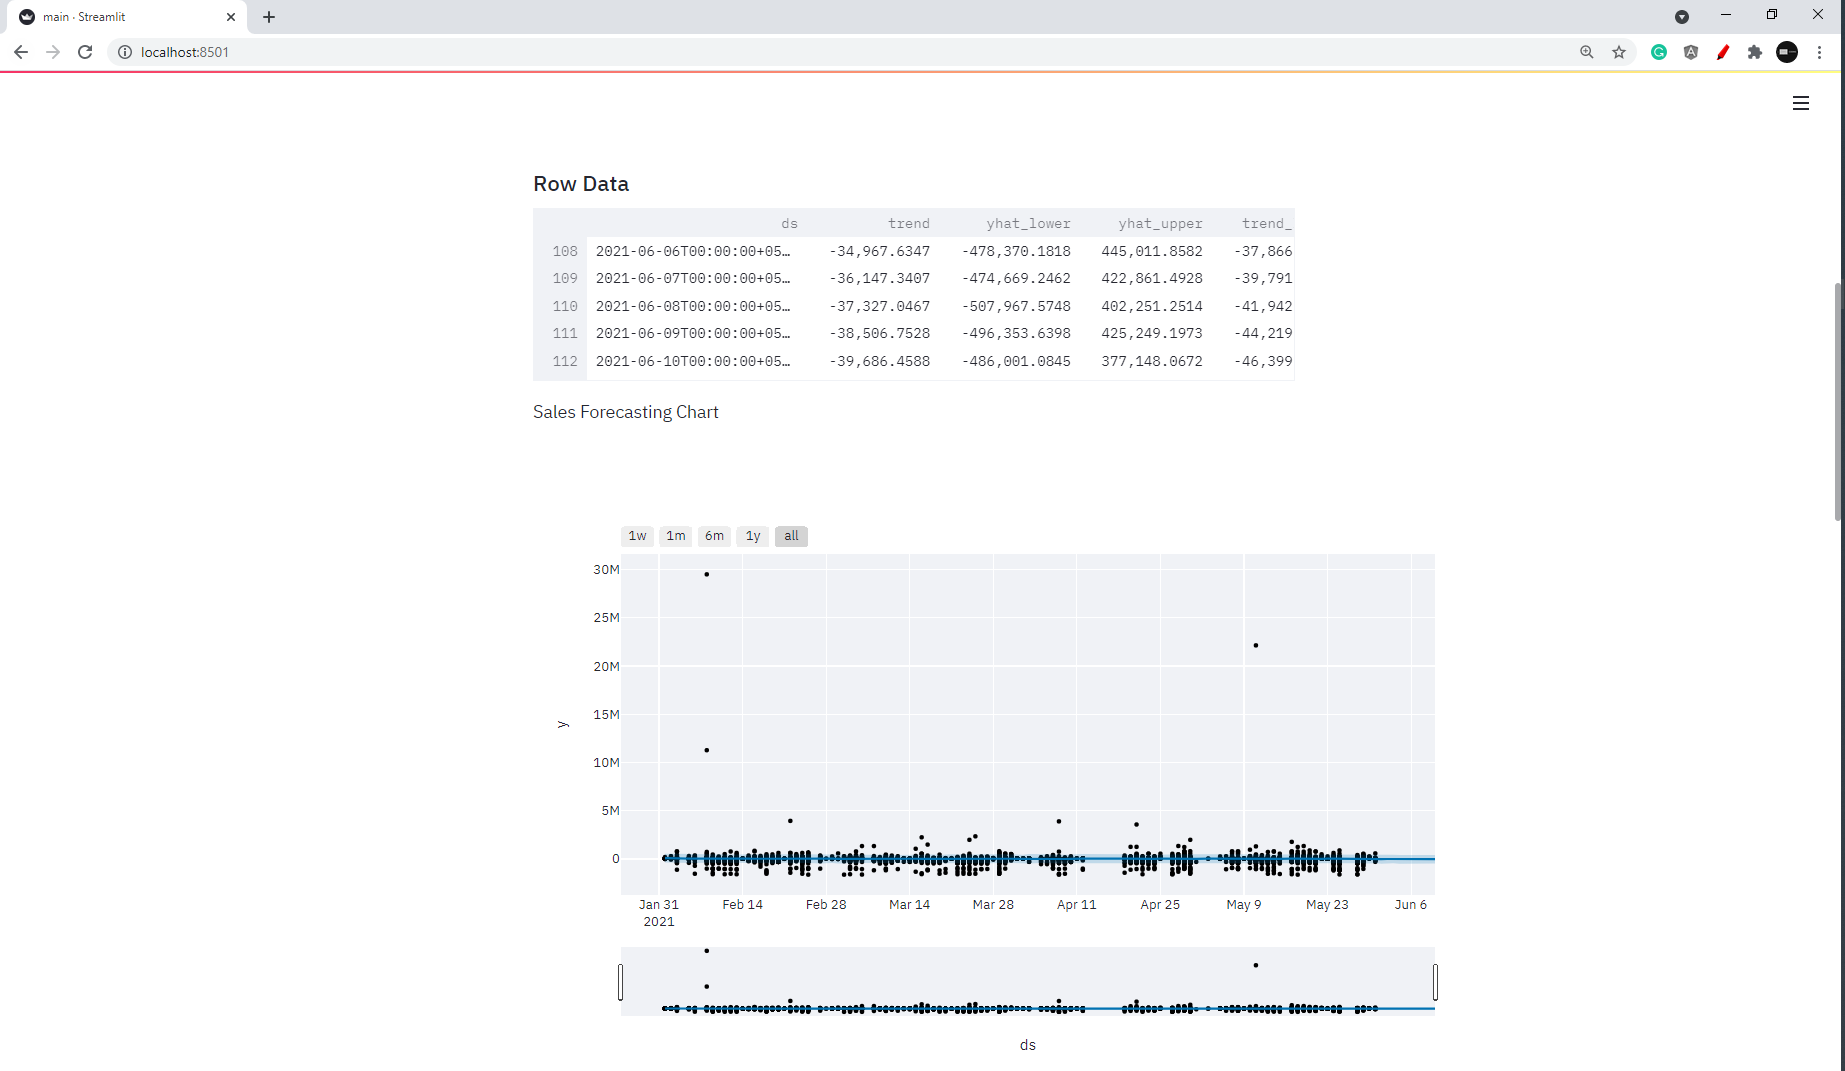 main · Streamlit
localhost:8501
Row Data
ds trend yhat_lower yhat_upper trend_
108 2021-06-06T00:00:00+05… -34,967.6347 -478,370.1818 445,011.8582 -37,866
109 2021-06-07T00:00:00+05… -36,147.3407 -474,669.2462 422,861.4928 -39,791
110 2021-06-08T00:00:00+05… -37,327.0467 -507,967.5748 402,251.2514 -41,942
111 2021-06-09T00:00:00+05… -38,506.7528 -496,353.6398 425,249.1973 -44,219
112 2021-06-10T00:00:00+05… -39,686.4588 -486,001.0845 377,148.0672 -46,399
Sales Forecasting Chart
1w 1m 6m 1y all
30M
25M
20M
15M
10M
5M
0
y
Jan 31 Feb 14 Feb 28 Mar 14 Mar 28 Apr 11 Apr 25 May 9 May 23 Jun 6
2021
ds